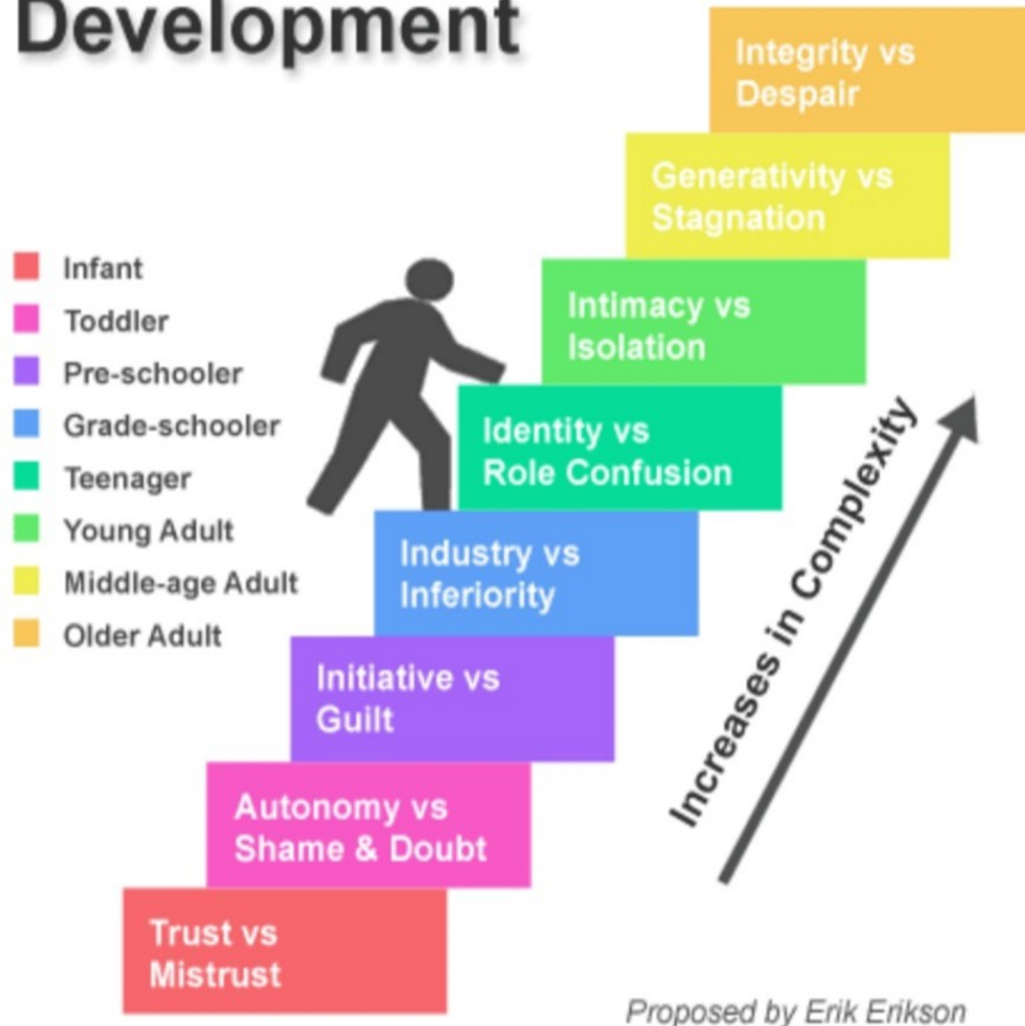 Development
Integrity vs
Despair
Generativity vs
Stagnation
Intimacy vs
Isolation
Identity vs
Role Confusion
Industry vs
Inferiority
Initiative vs
Guilt
Autonomy vs
Shame & Doubt
Trust vs
Mistrust
Infant
Toddler
Pre-schooler
Grade-schooler
Teenager
Young Adult
Middle-age Adult
Older Adult
Increases in Complexity
Proposed by Erik Erikson